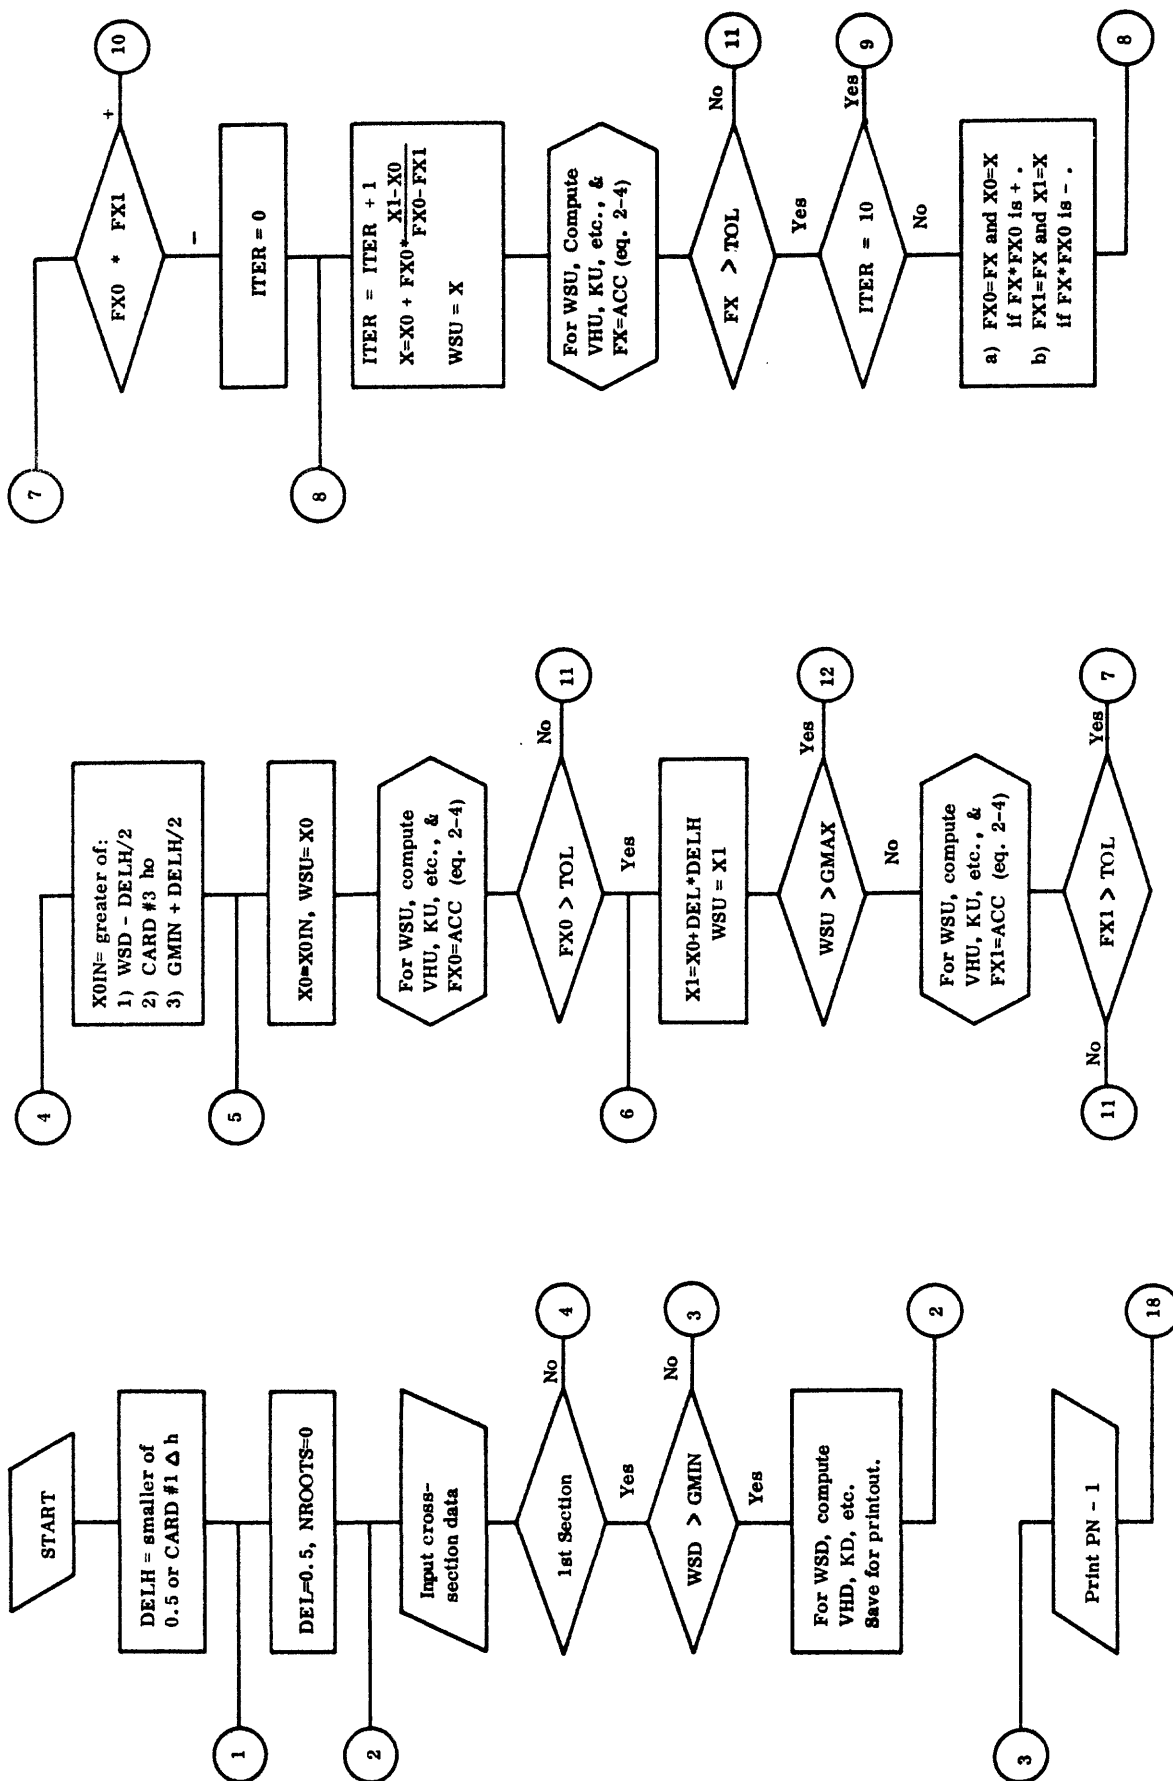 START
DELH = smaller of
0.5 or CARD #1 Δ h
1
DEL=0.5, NROOTS=0
2
Input cross-
section data
1st Section
No
4
Yes
WSD > GMIN
No
3
Yes
For WSD, compute
VHD, KD, etc.
Save for printout.
2
3
Print PN - 1
18
4
X0IN= greater of:
1) WSD - DELH/2
2) CARD #3 ho
3) GMIN + DELH/2
5
X0=X0IN, WSU=X0
For WSU, compute
VHU, KU, etc., &
FX0=ACC (eq. 2-4)
FX0 > TOL
No
11
Yes
6
X1=X0+DEL*DELH
WSU = X1
WSU >GMAX
Yes
12
No
For WSU, compute
VHU, KU, etc., &
FX1=ACC (eq. 2-4)
FX1 > TOL
No
11
Yes
7
7
FX0 * FX1
+
10
-
ITER = 0
8
ITER = ITER + 1
X=X0 + FX0* X1-X0
FX0-FX1
WSU = X
For WSU, Compute
VHU, KU, etc., &
FX=ACC (eq. 2-4)
FX > TOL
No
11
Yes
ITER = 10
Yes
9
No
a) FX0=FX and X0=X
if FX*FX0 is + .
b) FX1=FX and X1=X
if FX*FX0 is - .
8